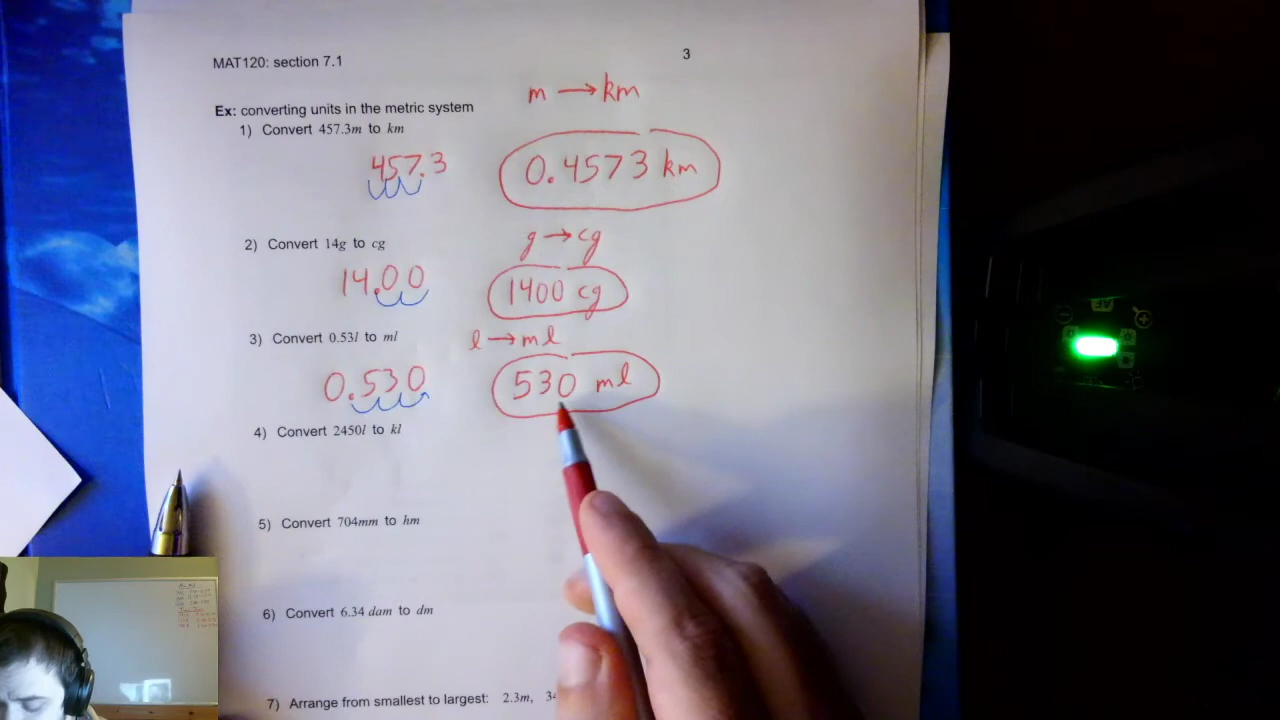 MAT120: section 7.1 3
m → km
Ex: converting units in the metric system
1) Convert 457.3m to km
457.3 0.4573 km
2) Convert 14g to cg g → cg
14.00 1400 cg
3) Convert 0.53l to ml l → ml
0.530 530 ml
4) Convert 2450l to kl
5) Convert 704mm to hm
6) Convert 6.34 dam to dm
7) Arrange from smallest to largest: 2.3m,